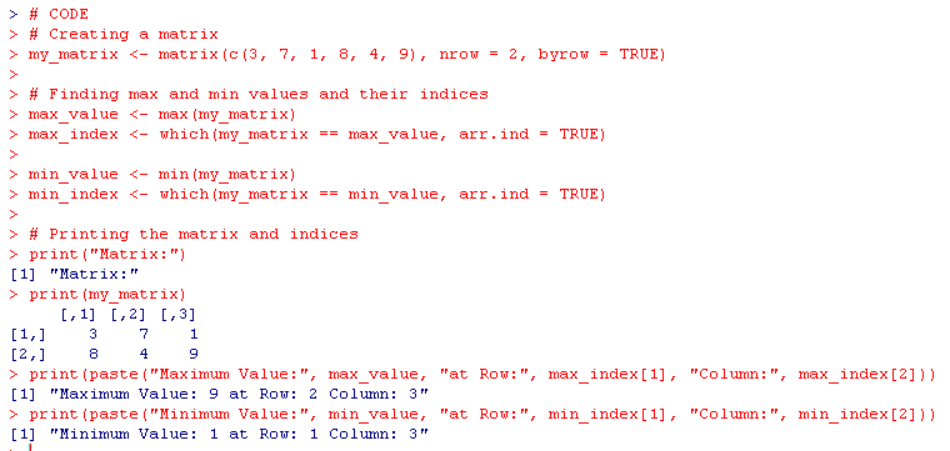 > # CODE
> # Creating a matrix
> my_matrix <- matrix(c(3, 7, 1, 8, 4, 9), nrow = 2, byrow = TRUE)
>
> # Finding max and min values and their indices
> max_value <- max(my_matrix)
> max_index <- which(my_matrix == max_value, arr.ind = TRUE)
>
> min_value <- min(my_matrix)
> min_index <- which(my_matrix == min_value, arr.ind = TRUE)
>
> # Printing the matrix and indices
> print("Matrix:")
[1] "Matrix:"
> print(my_matrix)
     [,1] [,2] [,3]
[1,]    3    7    1
[2,]    8    4    9
> print(paste("Maximum Value:", max_value, "at Row:", max_index[1], "Column:", max_index[2]))
[1] "Maximum Value: 9 at Row: 2 Column: 3"
> print(paste("Minimum Value:", min_value, "at Row:", min_index[1], "Column:", min_index[2]))
[1] "Minimum Value: 1 at Row: 1 Column: 3"
>